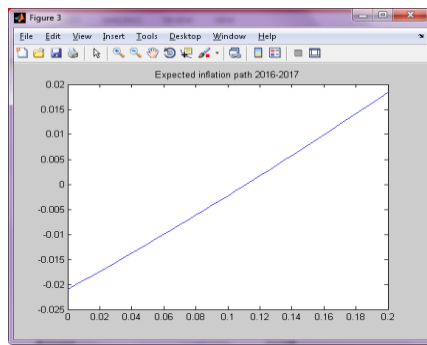 Figure 3
File Edit View Insert Tools Desktop Window Help
Expected inflation path 2016-2017
0.02
0.015
0.01
0.005
0
-0.005
-0.01
-0.015
-0.02
-0.025
0 0.02 0.04 0.06 0.08 0.1 0.12 0.14 0.16 0.18 0.2